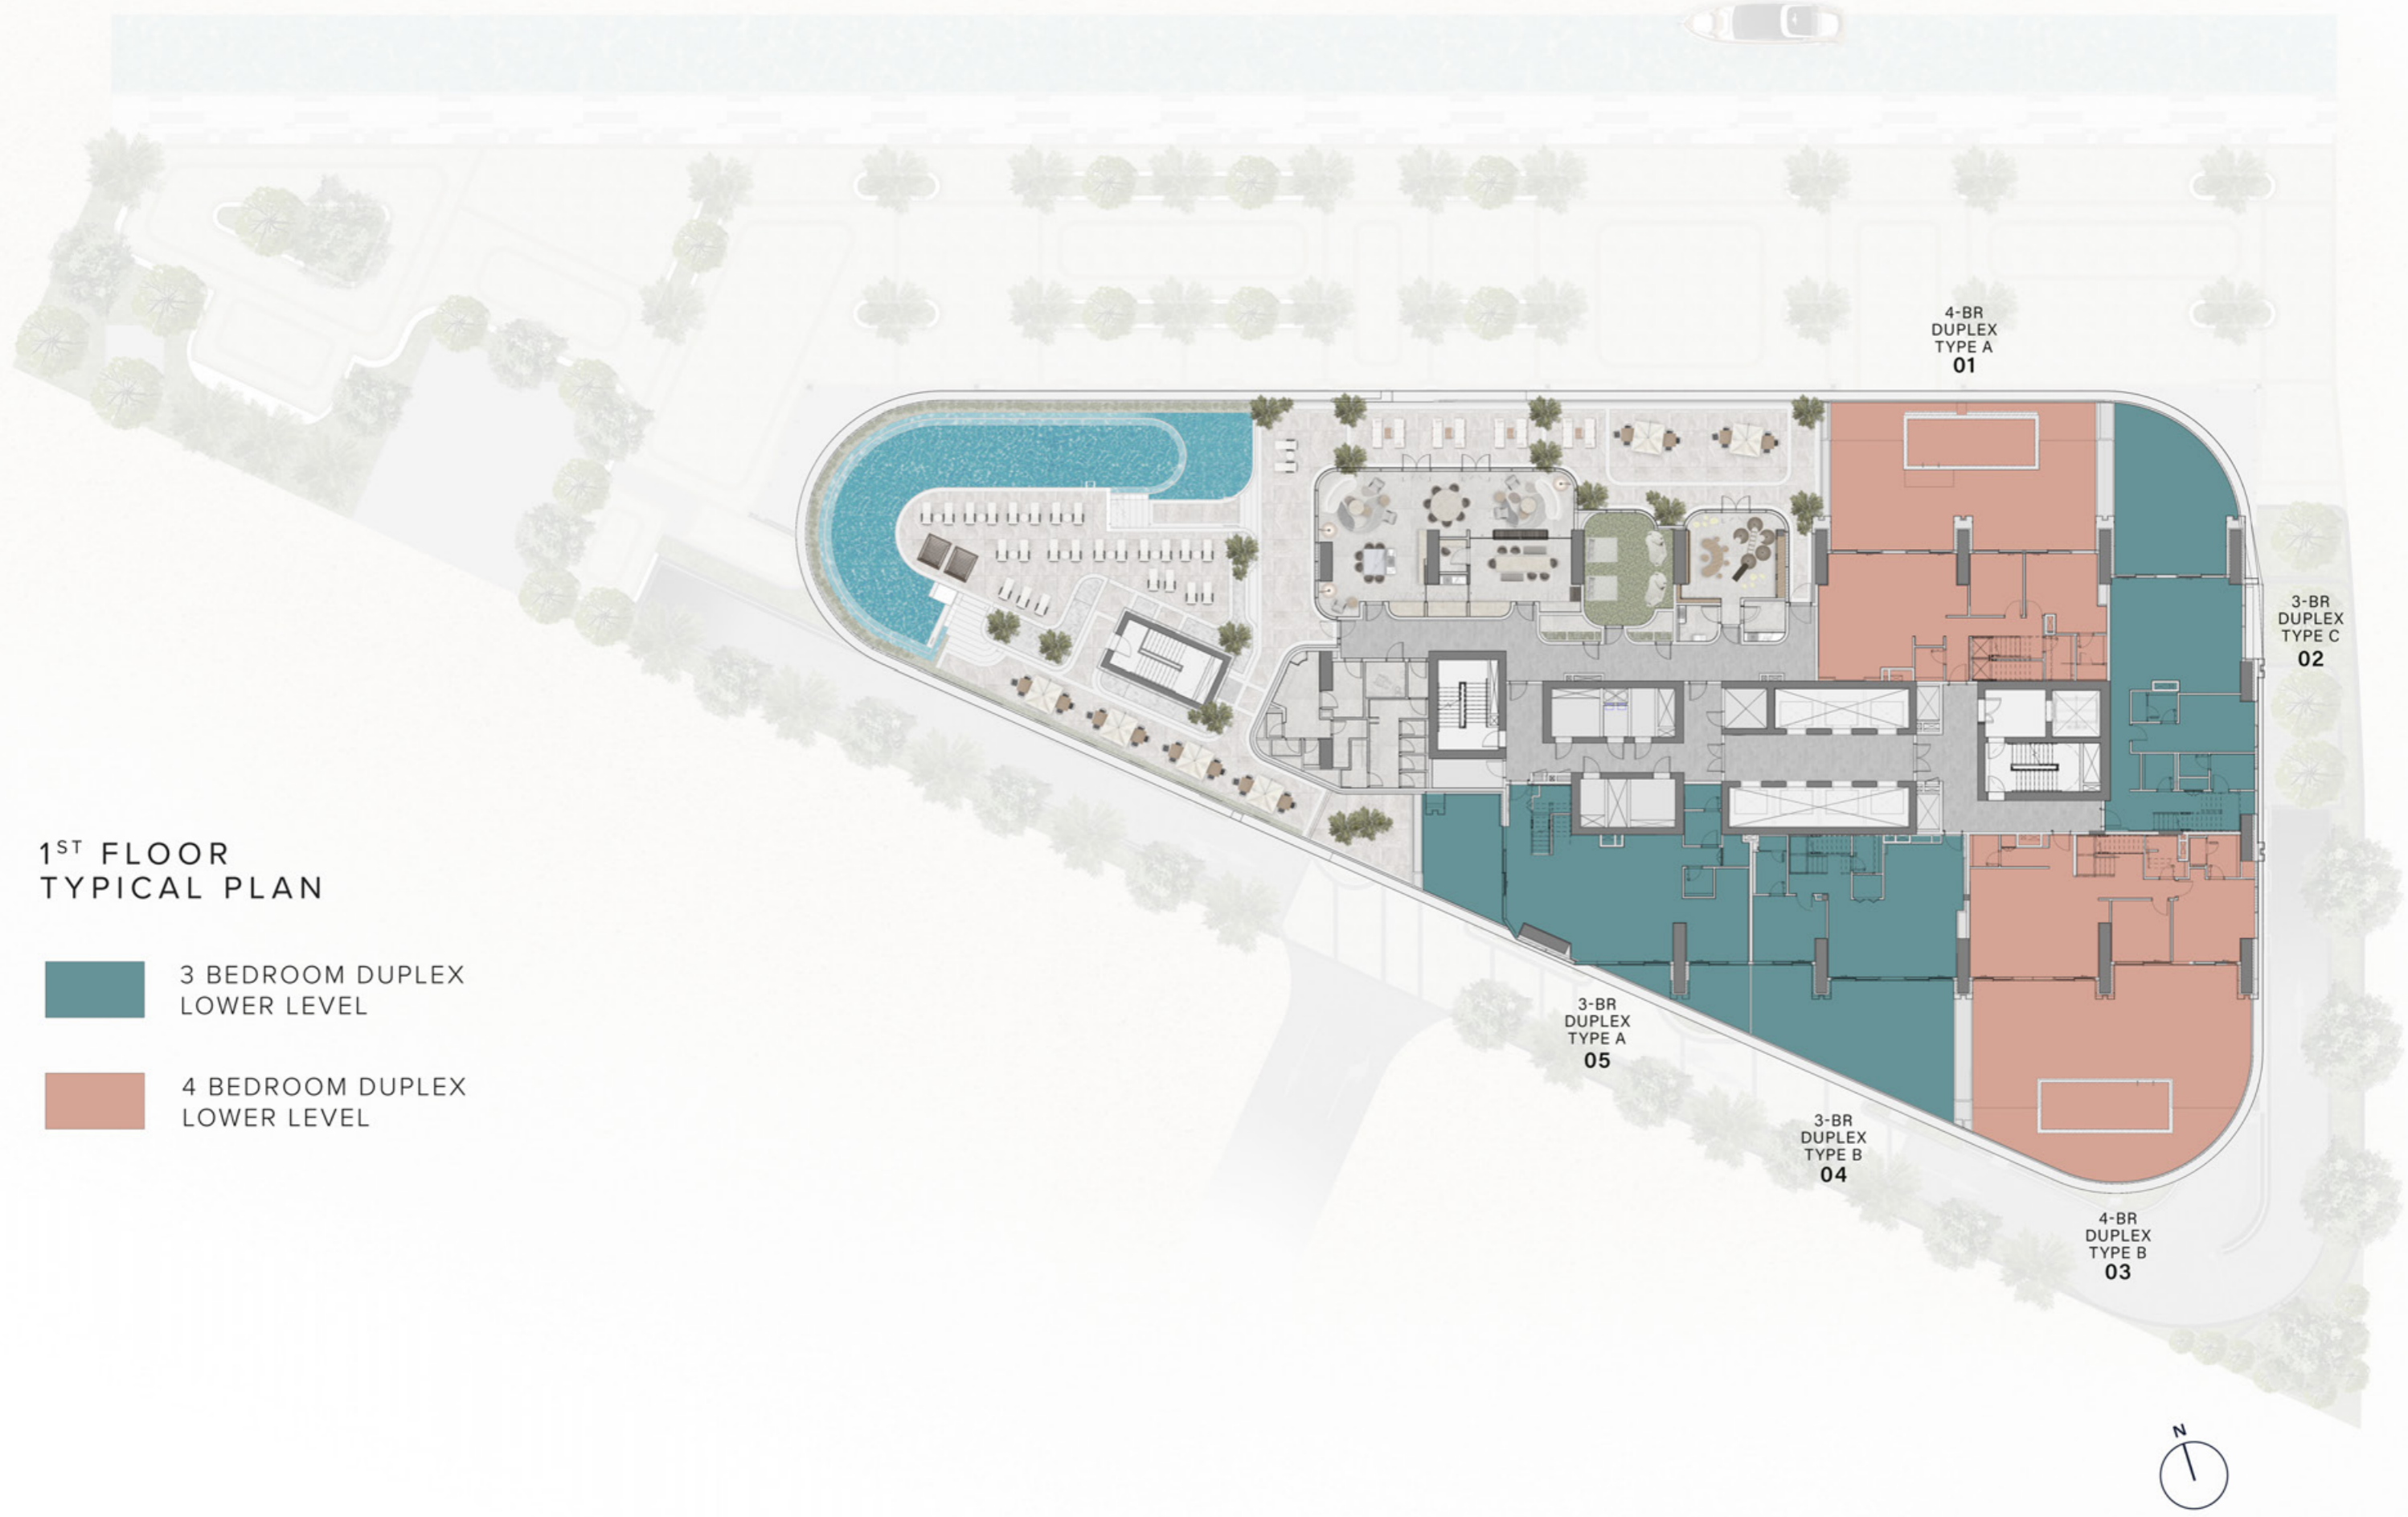 4-BR
DUPLEX
TYPE A
01
3-BR
DUPLEX
TYPE C
02
1ST FLOOR
TYPICAL PLAN
3 BEDROOM DUPLEX
LOWER LEVEL
4 BEDROOM DUPLEX
LOWER LEVEL
3-BR
DUPLEX
TYPE A
05
3-BR
DUPLEX
TYPE B
04
4-BR
DUPLEX
TYPE B
03
N